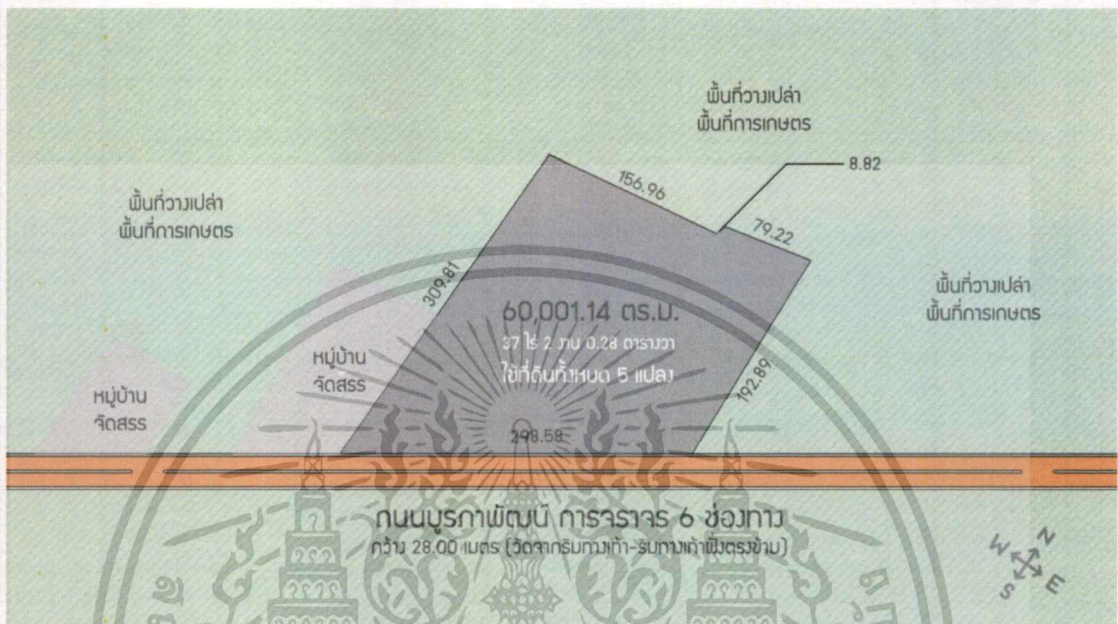 พื้นที่ว่างเปล่า
พื้นที่การเกษตร
8.82
156.96
79.22
พื้นที่ว่างเปล่า
พื้นที่การเกษตร
309.81
พื้นที่ว่างเปล่า
พื้นที่การเกษตร
60,001.14 ตร.ม.
37 ไร่ 2 งาน 0.28 ตารางวา
ใช้ที่ดินทั้งหมด 5 แปลง
หมู่บ้าน
จัดสรร
หมู่บ้าน
จัดสรร
192.89
298.58
ถนนบูรภาพัฒน์ การจราจร 6 ช่องทาง
กว้าง 28.00 เมตร (วัดจากริมทางเท้า-ริมทางเท้าฝั่งตรงข้าม)
N
W
E
S